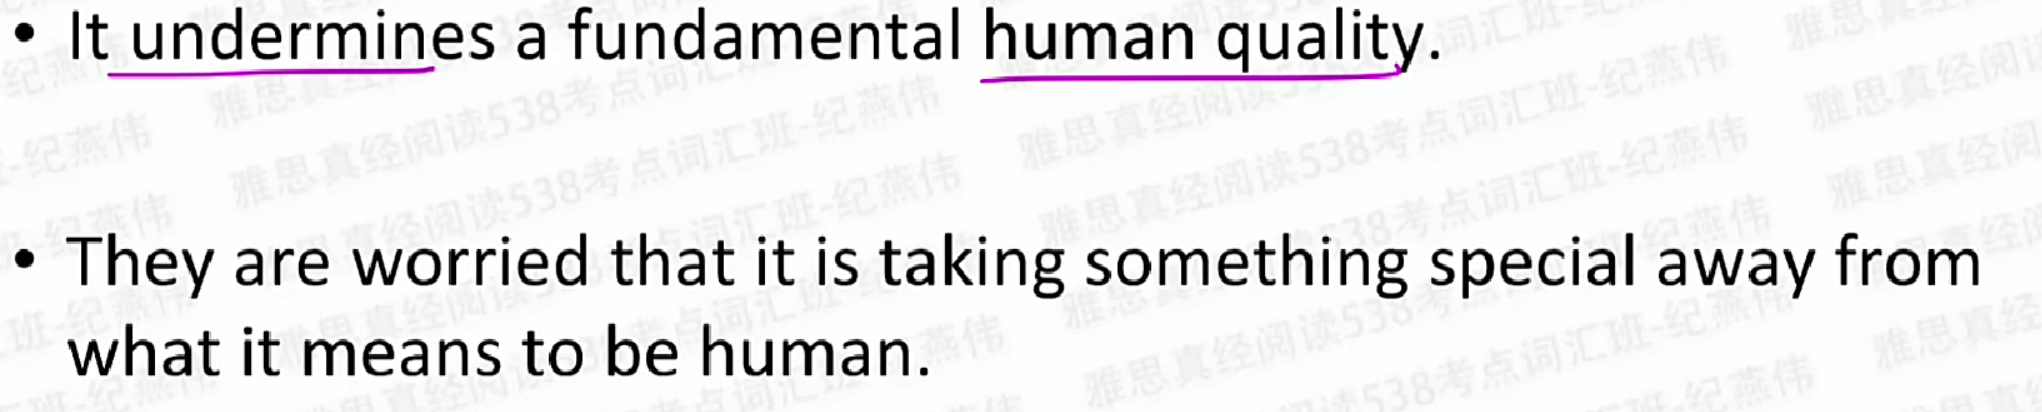 • It undermines a fundamental human quality.
• They are worried that it is taking something special away from
what it means to be human.
雅思真经阅读538考点词汇班-纪燕伟